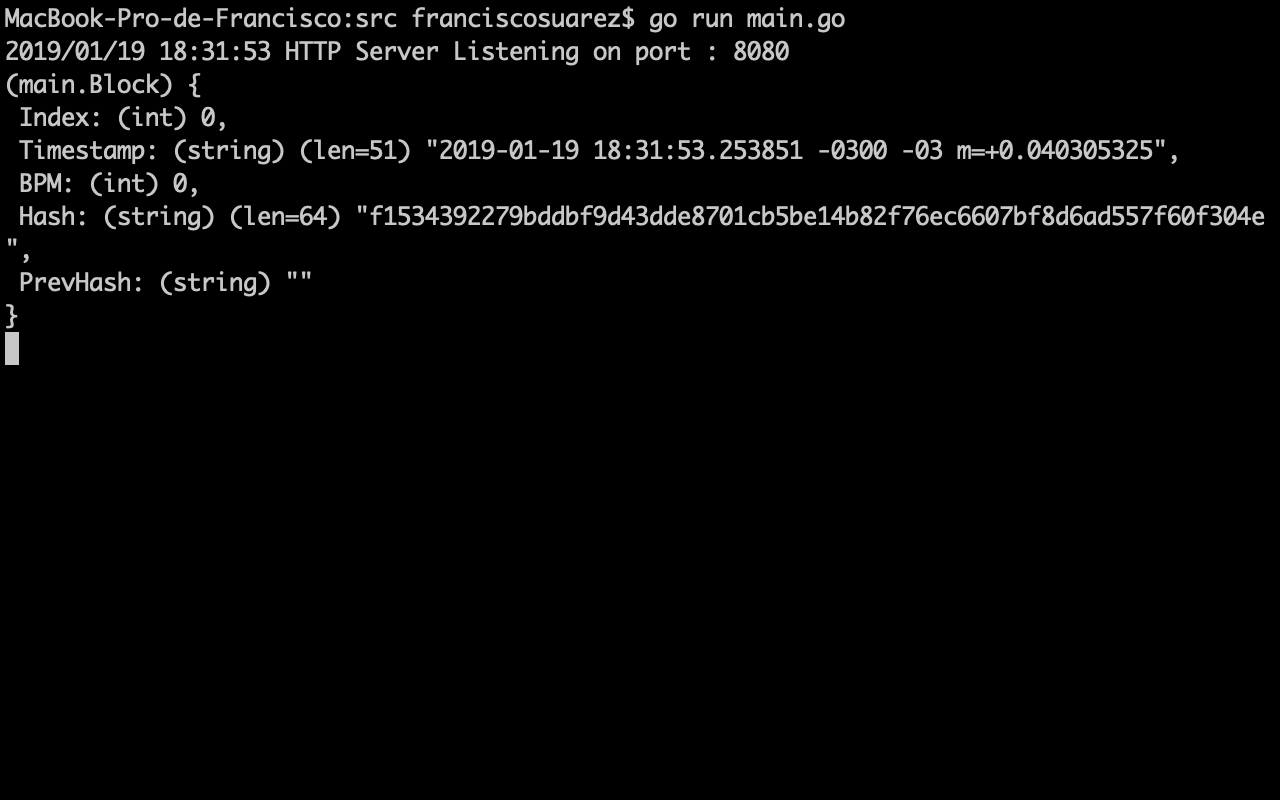 MacBook-Pro-de-Francisco:src franciscosuarez$ go run main.go
2019/01/19 18:31:53 HTTP Server Listening on port : 8080
(main.Block) {
 Index: (int) 0,
 Timestamp: (string) (len=51) "2019-01-19 18:31:53.253851 -0300 -03 m=+0.040305325",
 BPM: (int) 0,
 Hash: (string) (len=64) "f1534392279bddbf9d43dde8701cb5be14b82f76ec6607bf8d6ad557f60f304e
",
 PrevHash: (string) ""
}